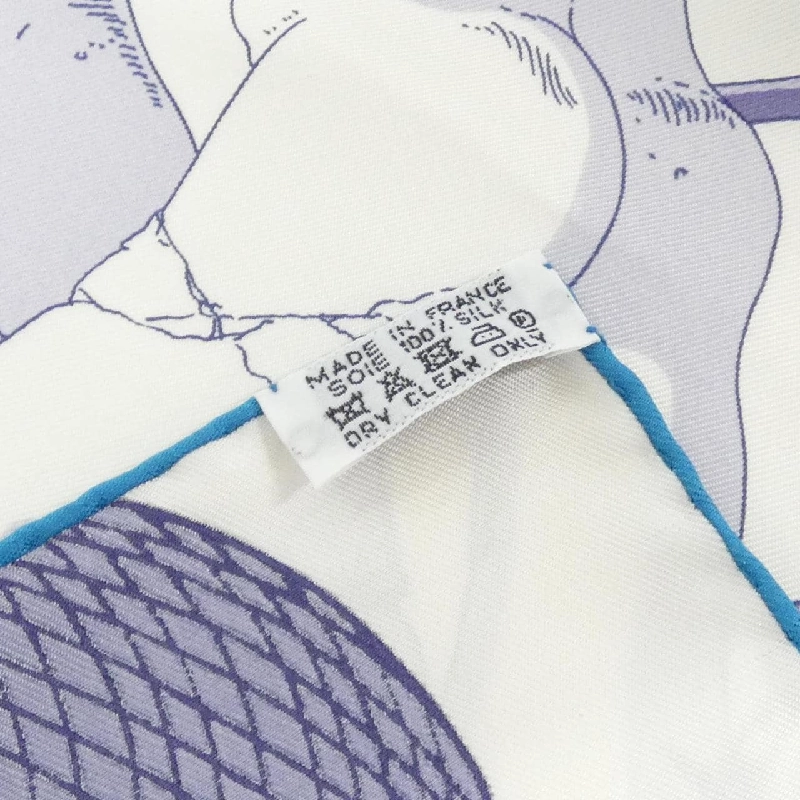 MADE IN FRANCE
SOIE 100% SILK
DRY CLEAN ONLY